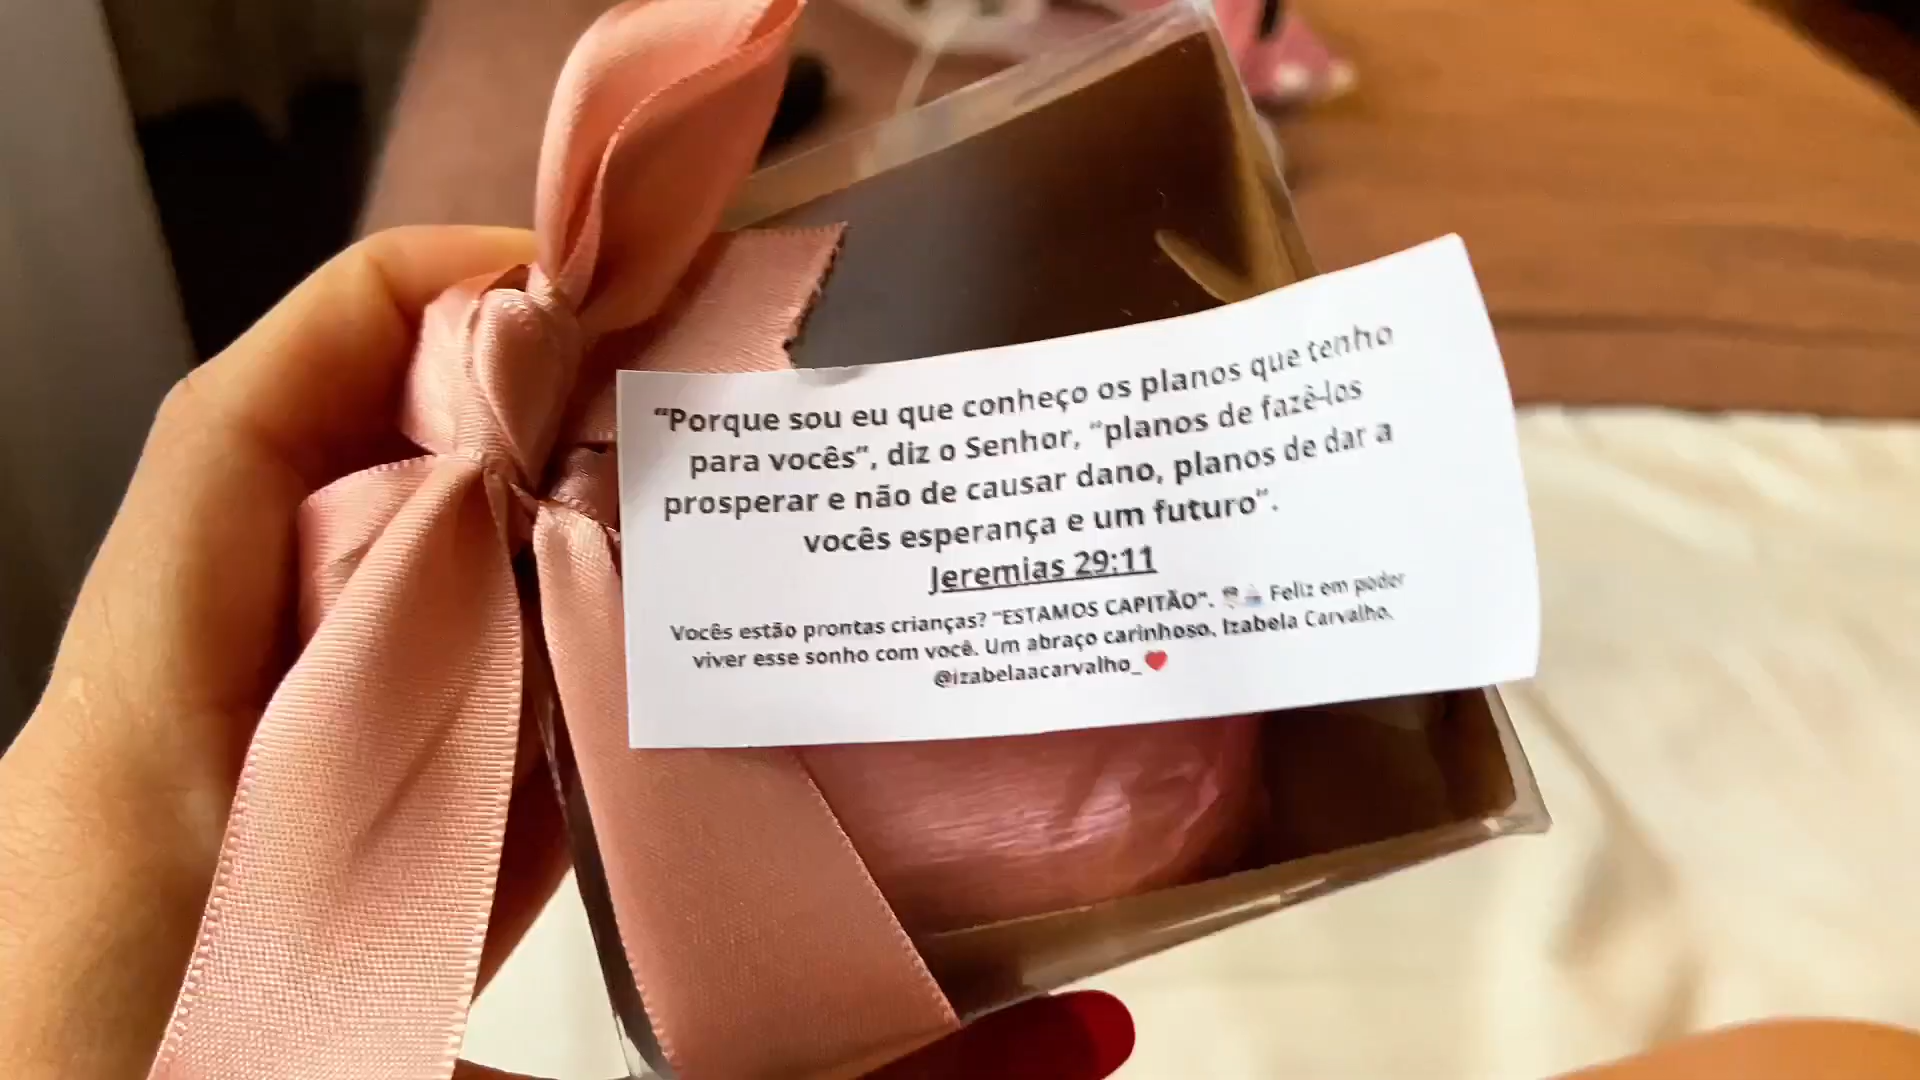 “Porque sou eu que conheço os planos que tenho
para vocês”, diz o Senhor, “planos de fazê-los
prosperar e não de causar dano, planos de dar a
vocês esperança e um futuro”.
Jeremias 29:11
Vocês estão prontas crianças? “ESTAMOS CAPITÃO”. Feliz em poder
viver esse sonho com você. Um abraço carinhoso, Izabela Carvalho.
@izabelaacarvalho_❤️